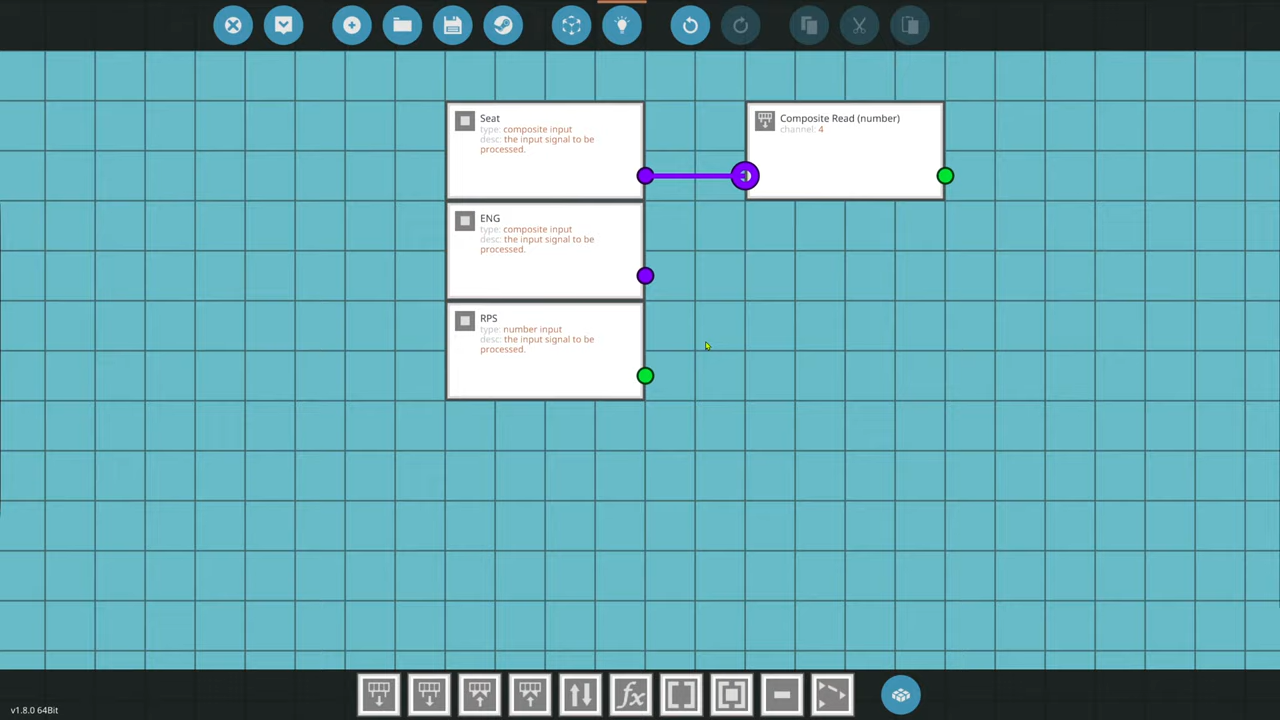 Seat
type: composite input
desc: the input signal to be
processed.
Composite Read (number)
channel: 4
ENG
type: composite input
desc: the input signal to be
processed.
RPS
type: number input
desc: the input signal to be
processed.
fx
v1.8.0 64Bit